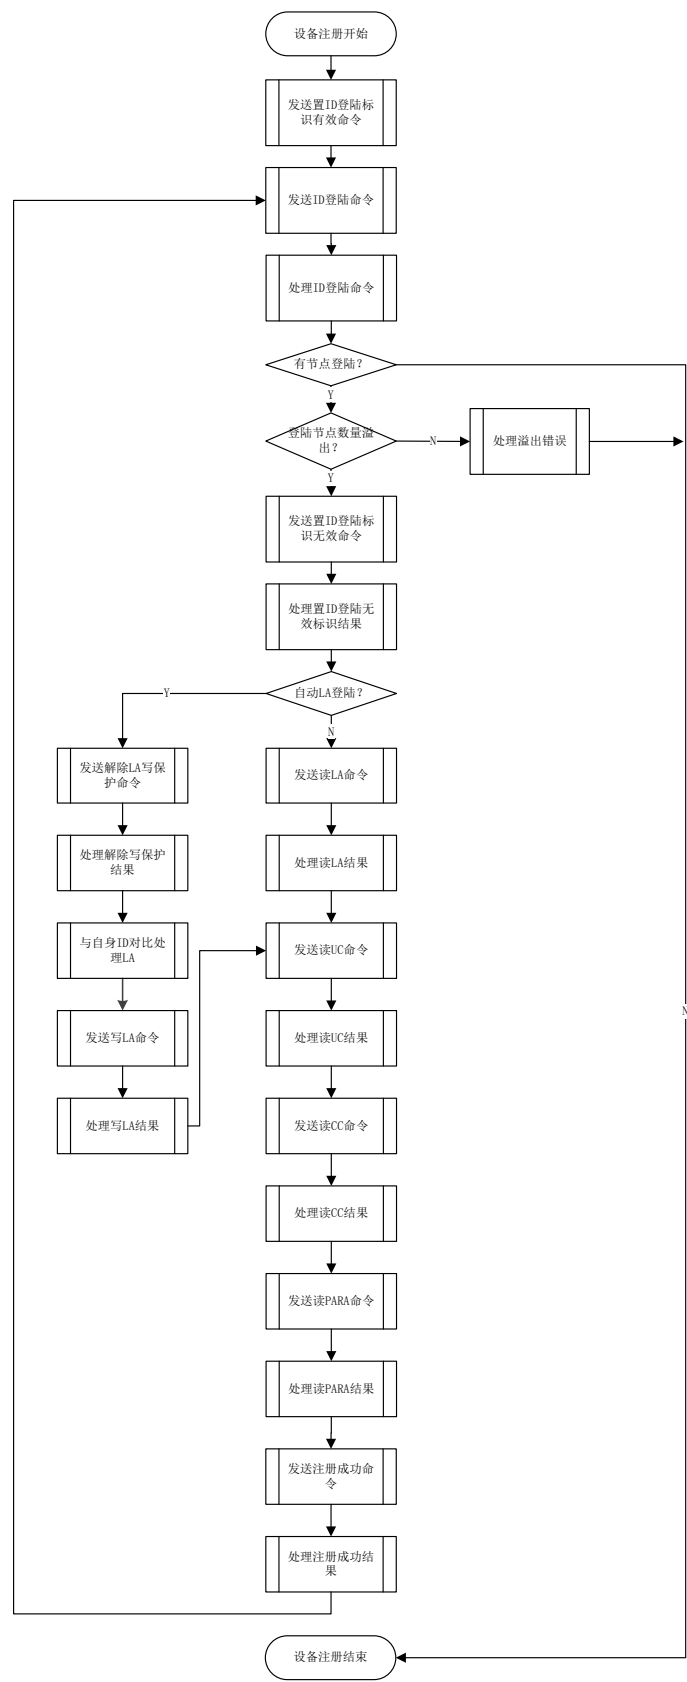 设备注册开始
发送置ID登陆标
识有效命令
发送ID登陆命令
处理ID登陆命令
有节点登陆?
Y
登陆节点数量溢
出?
N
处理溢出错误
Y
发送置ID登陆标
识无效命令
处理置ID登陆无
效标识结果
自动LA登陆?
Y
N
发送解除LA写保
护命令
发送读LA命令
处理解除写保护
结果
处理读LA结果
与自身ID对比处
理LA
发送读UC命令
N
发送写LA命令
处理读UC结果
处理写LA结果
发送读CC命令
处理读CC结果
发送读PARA命令
处理读PARA结果
发送注册成功命
令
处理注册成功结
果
设备注册结束